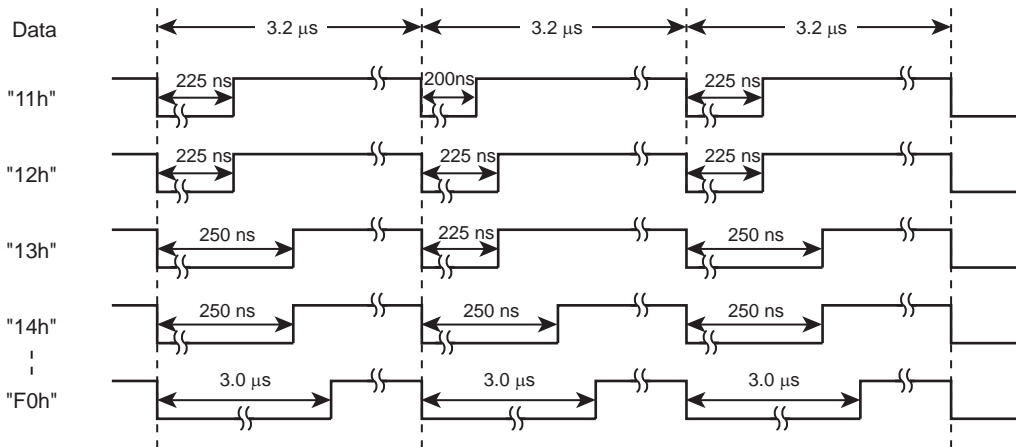 Data 3.2 μs 3.2 μs 3.2 μs
"11h" 225 ns 200ns 225 ns
"12h" 225 ns 225 ns 225 ns
"13h" 250 ns 225 ns 250 ns
"14h" 250 ns 250 ns 250 ns
"F0h" 3.0 μs 3.0 μs 3.0 μs